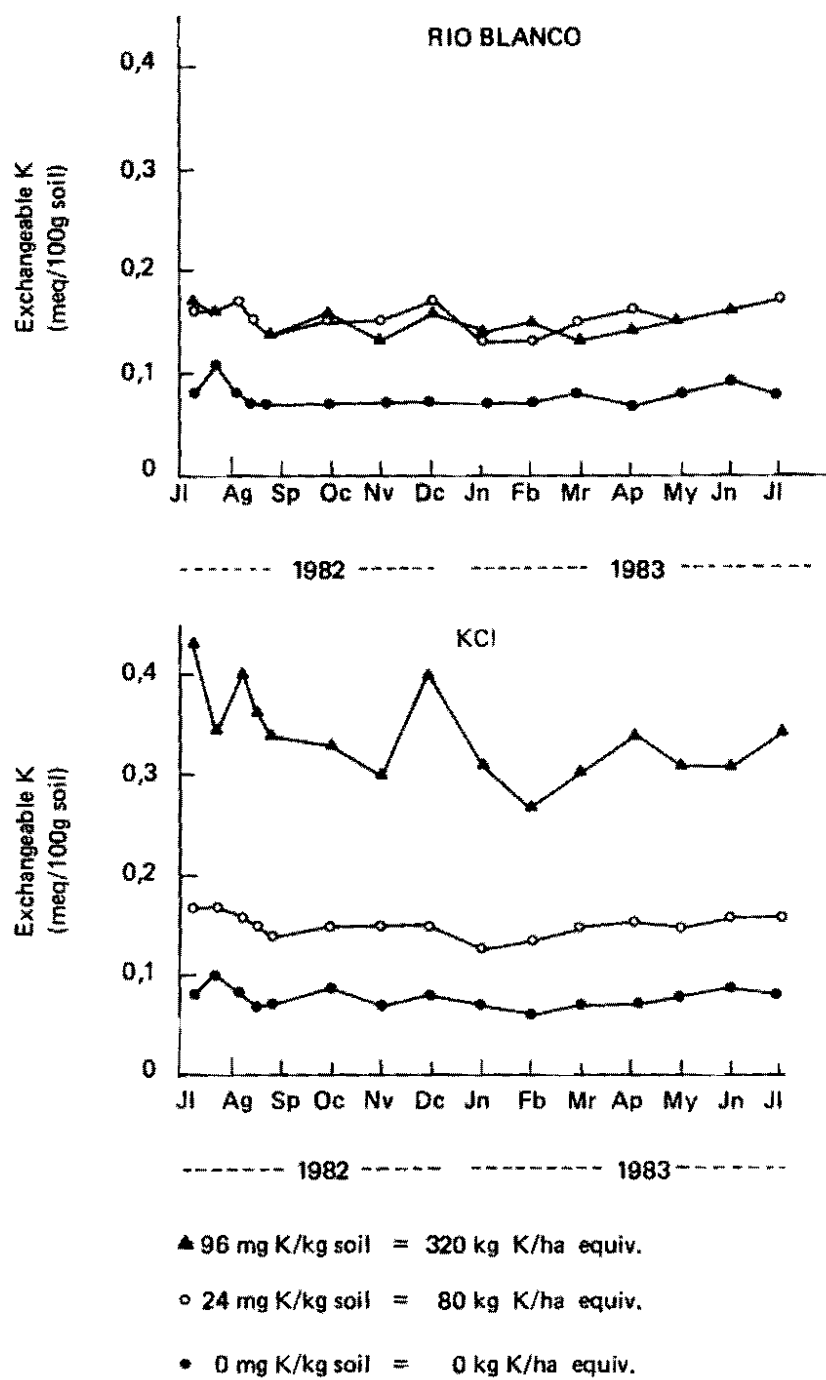 RIO BLANCO
Exchangeable K
(meq/100g soil)
0,4
0,3
0,2
0,1
0
Jl Ag Sp Oc Nv Dc Jn Fb Mr Ap My Jn Jl
1982 1983
KCl
Exchangeable K
(meq/100g soil)
0,4
0,3
0,2
0,1
0
Jl Ag Sp Oc Nv Dc Jn Fb Mr Ap My Jn Jl
1982 1983
▲ 96 mg K/kg soil = 320 kg K/ha equiv.
○ 24 mg K/kg soil = 80 kg K/ha equiv.
● 0 mg K/kg soil = 0 kg K/ha equiv.